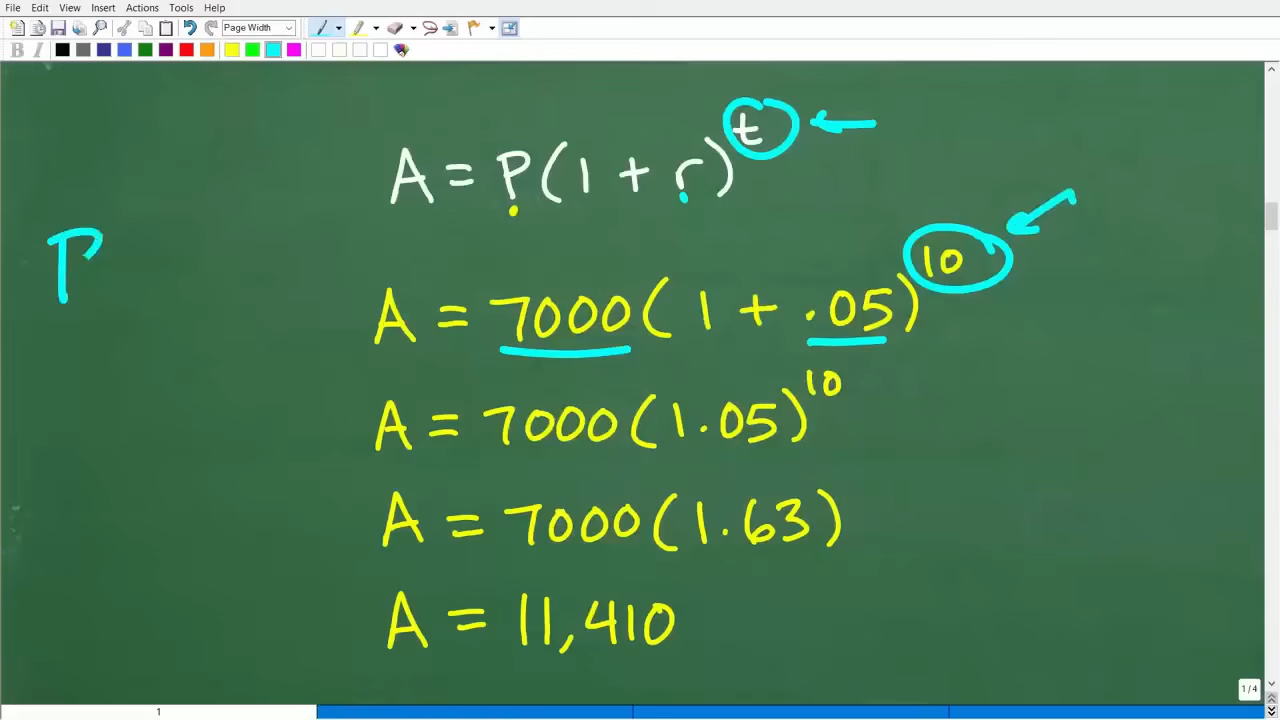 File Edit View Insert Actions Tools Help
Page Width
B I
A = P(1 + r)^t
P
A = 7000(1 + .05)^10
A = 7000(1.05)^10
A = 7000(1.63)
A = 11,410
1/4
1